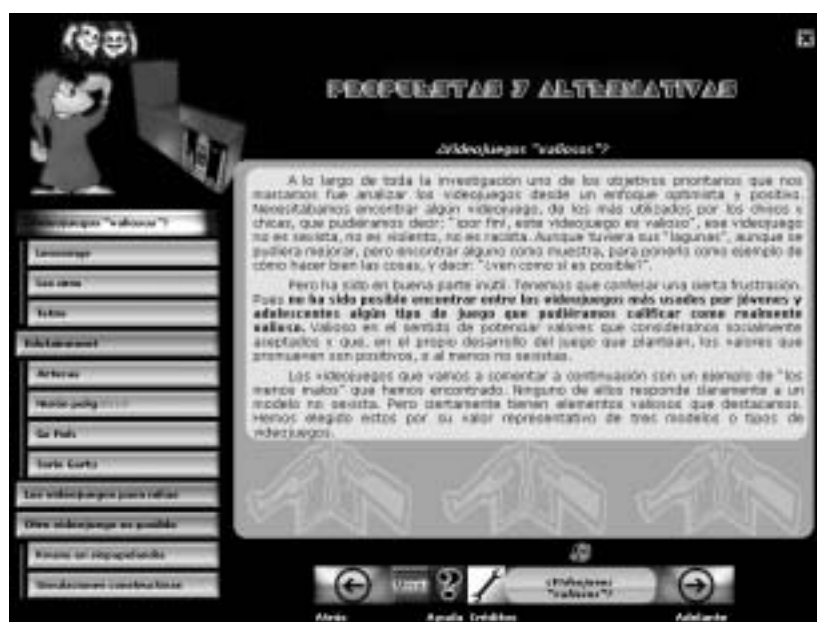 PROPUESTAS Y ALTERNATIVAS
¿Videojuegos "valiosos"?
A lo largo de toda la investigación uno de los objetivos prioritarios que nos
marcamos fue analizar los videojuegos desde un enfoque optimista y positivo.
Necesitábamos encontrar algún videojuego, de los más utilizados por los chicos y
chicas, que pudiéramos decir: "¡por fin!, este videojuego es valioso", ese videojuego
no es sexista, no es violento, no es racista. Aunque tuviera sus "lagunas", aunque se
pudiera mejorar, pero encontrar alguno como muestra, para ponerlo como ejemplo de
cómo hacer bien las cosas, y decir: "¿ven como sí es posible?".
Pero ha sido en buena parte inútil. Tenemos que confesar una cierta frustración.
Pues no ha sido posible encontrar entre los videojuegos más usados por jóvenes y
adolescentes algún tipo de juego que pudiéramos calificar como realmente
valioso. Valioso en el sentido de potenciar valores que consideramos socialmente
aceptados y que, en el propio desarrollo del juego que plantean, los valores que
promueven son positivos, o al menos no sexistas.
Los videojuegos que vamos a comentar a continuación son un ejemplo de "los
menos malos" que hemos encontrado. Ninguno de ellos responde claramente a un
modelo no sexista. Pero ciertamente tienen elementos valiosos que destacamos.
Hemos elegido estos por su valor representativo de tres modelos o tipos de
videojuegos.
¿Videojuegos "valiosos"?
Lemmings
Los sims
Tetris
Edutainment
Go Fish
Los videojuegos para niñas
Otro videojuego es posible
Simulaciones constructivas
¿Videojuegos
"valiosos"?
Atrás
Ayuda
Créditos
Adelante